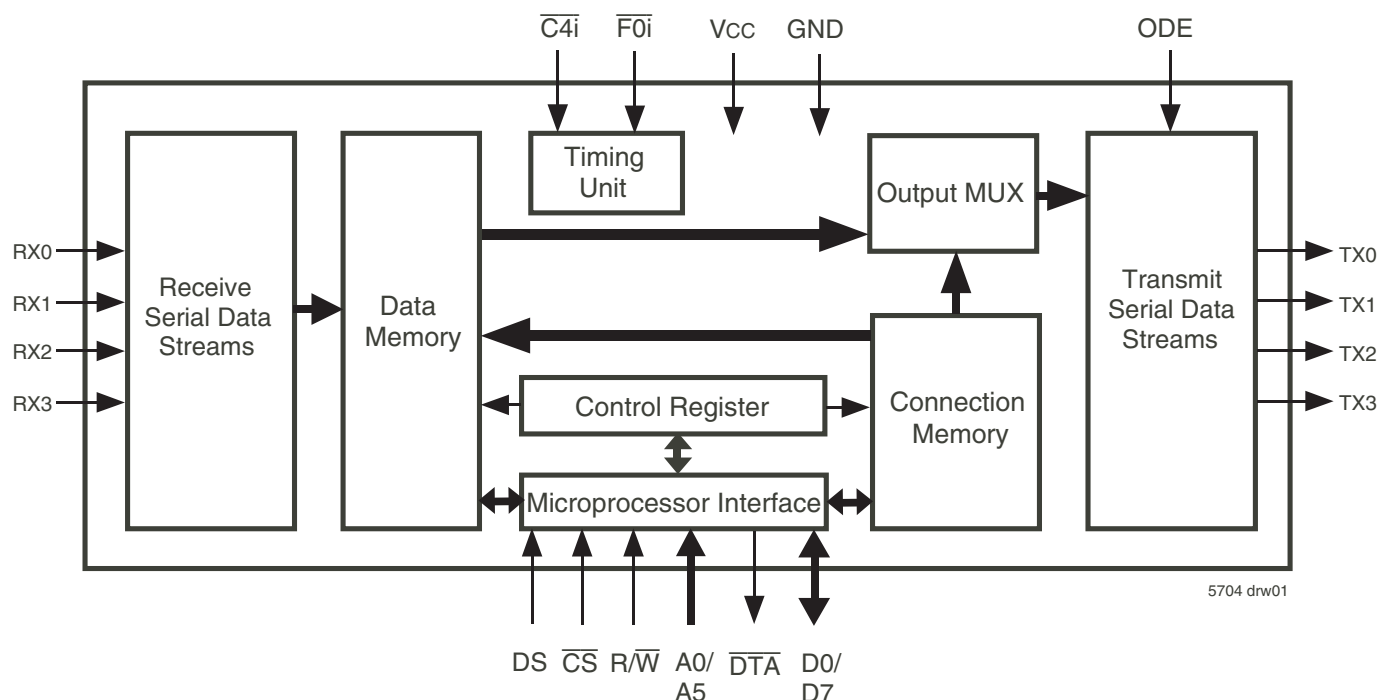 C4i F0i VCC GND ODE
Timing
Unit
Output MUX
RX0
RX1
RX2
RX3
Receive
Serial Data
Streams
Data
Memory
Transmit
Serial Data
Streams
TX0
TX1
TX2
TX3
Control Register
Connection
Memory
Microprocessor Interface
5704 drw01
DS CS R/W A0/ DTA D0/
A5 D7